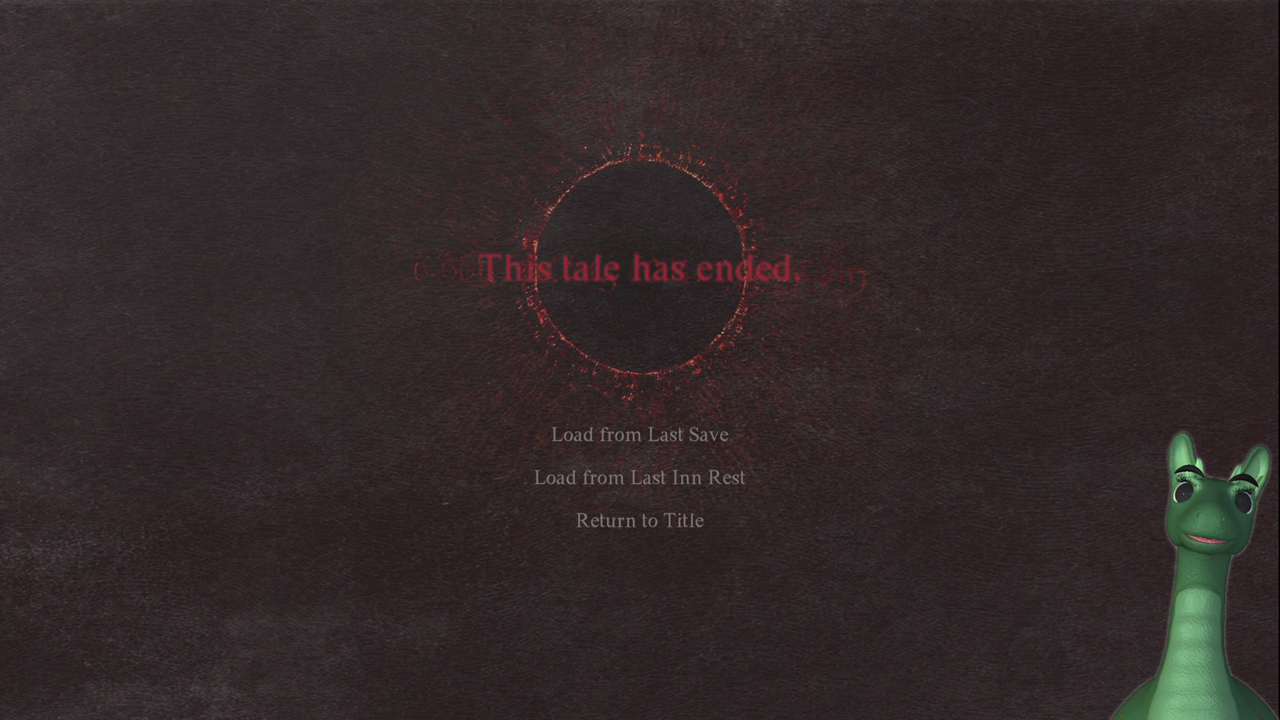 This tale has ended.
Load from Last Save
Load from Last Inn Rest
Return to Title